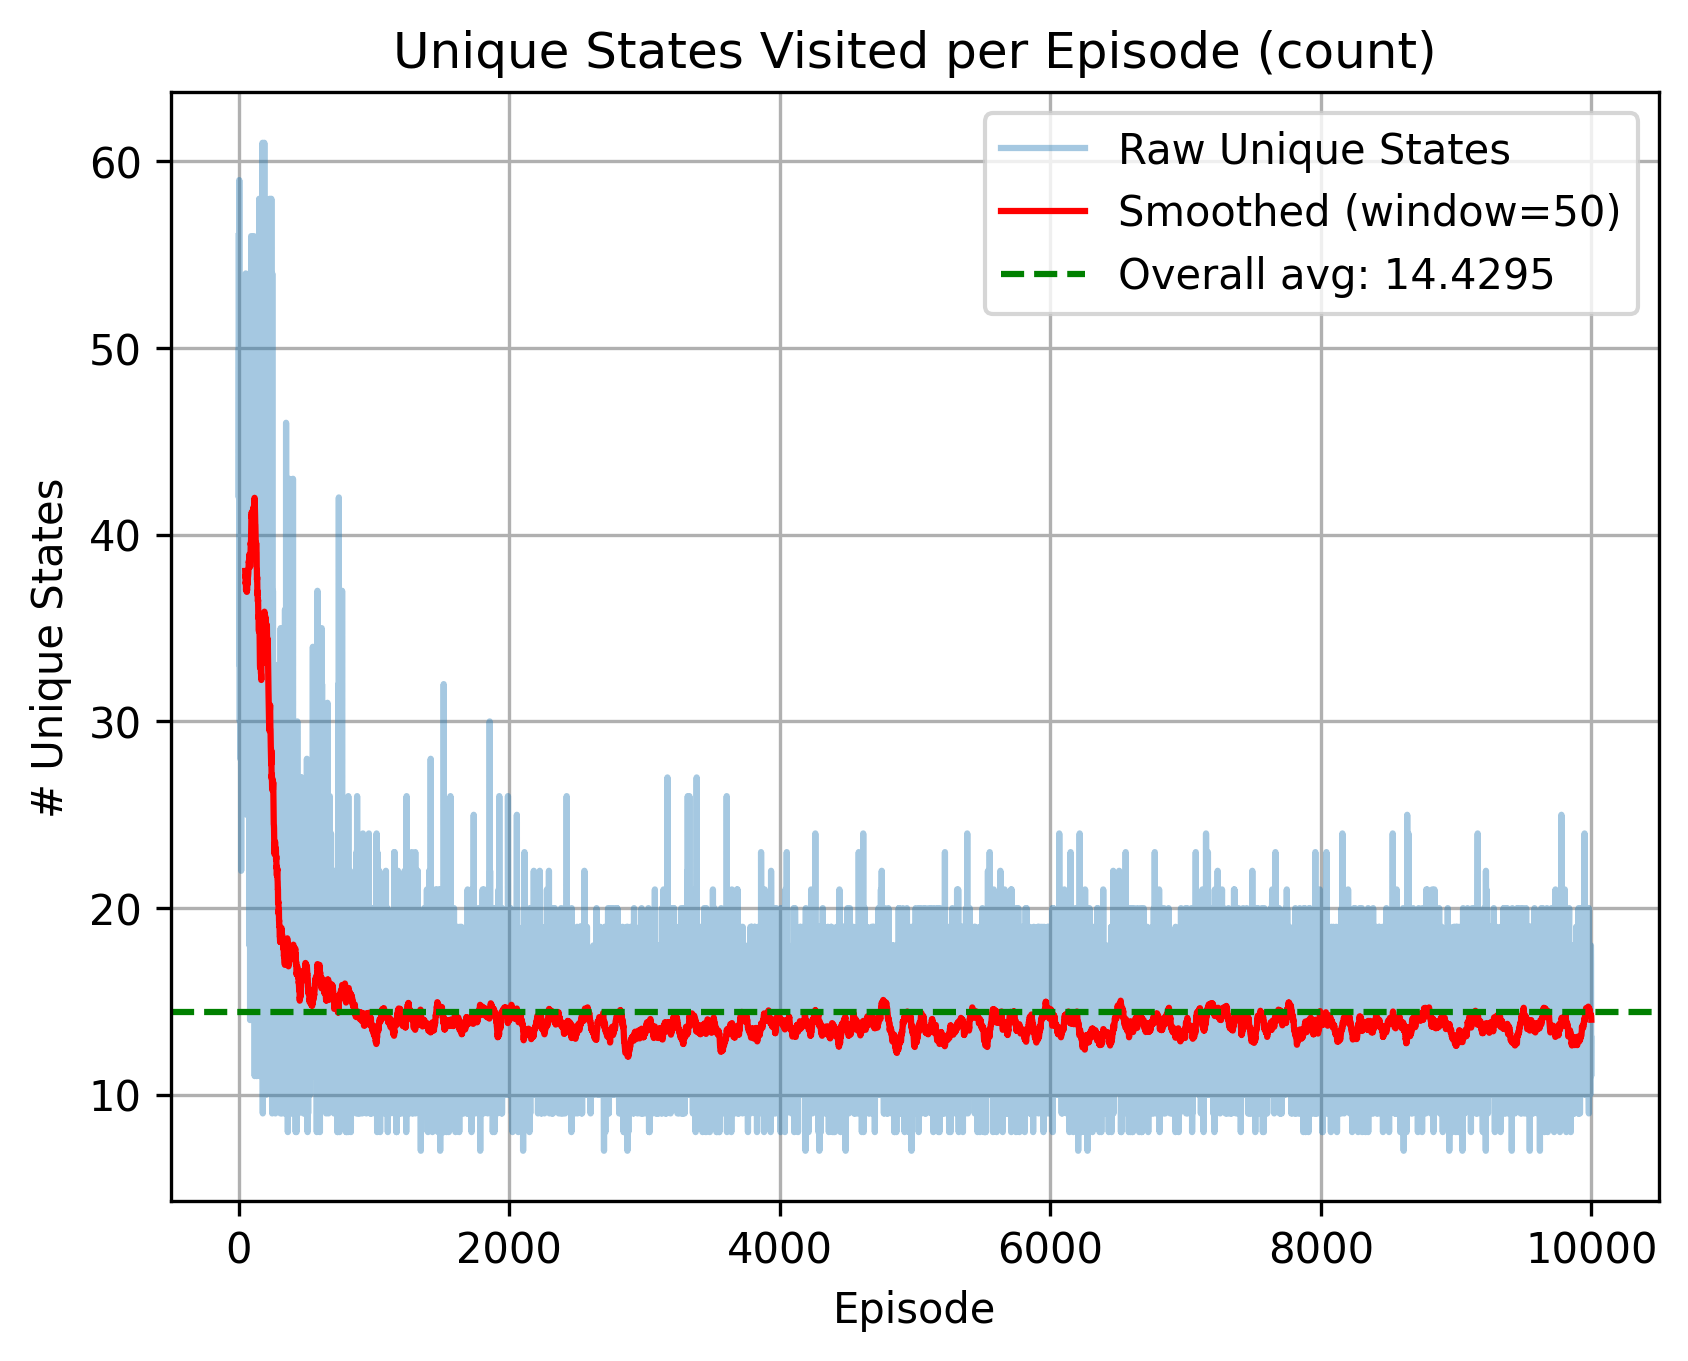 Unique States Visited per Episode (count)
Raw Unique States
Smoothed (window=50)
Overall avg: 14.4295
# Unique States
60
50
40
30
20
10
0 2000 4000 6000 8000 10000
Episode